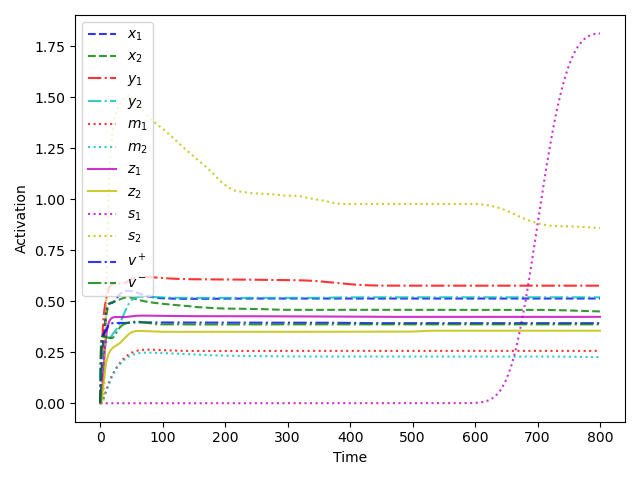 1.75
1.50
1.25
1.00
0.75
0.50
0.25
0.00
Activation
x₁
x₂
y₁
y₂
m₁
m₂
z₁
z₂
s₁
s₂
v⁺
v⁻
0 100 200 300 400 500 600 700 800
Time